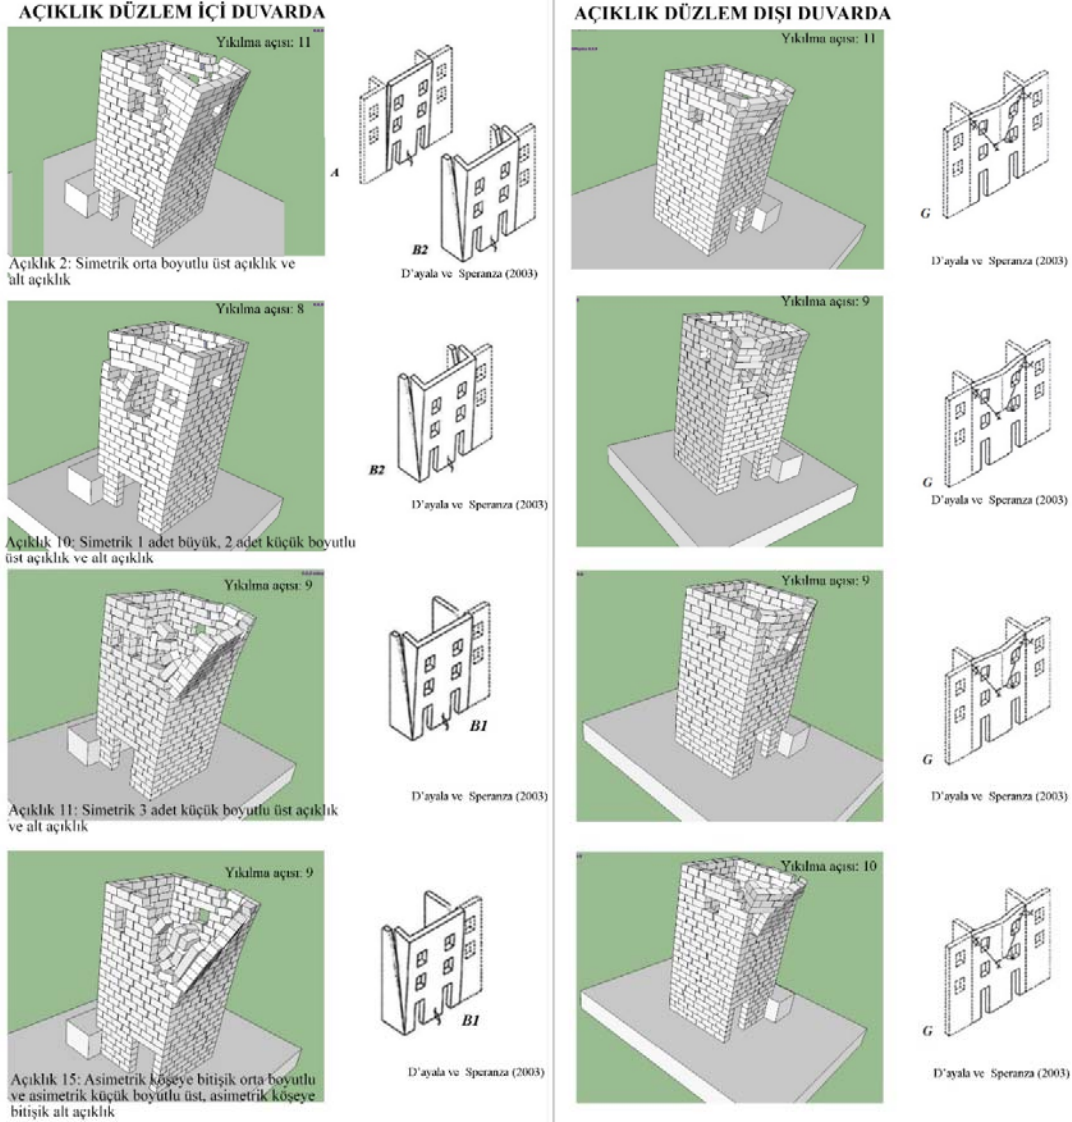 AÇIKLIK DÜZLEM İÇİ DUVARDA
Yıkılma açısı: 11
A
B2
D'ayala ve Speranza (2003)
Açıklık 2: Simetrik orta boyutlu üst açıklık ve
alt açıklık
Yıkılma açısı: 8
B2
D'ayala ve Speranza (2003)
Açıklık 10: Simetrik 1 adet büyük, 2 adet küçük boyutlu
üst açıklık ve alt açıklık
Yıkılma açısı: 9
B1
D'ayala ve Speranza (2003)
Açıklık 11: Simetrik 3 adet küçük boyutlu üst açıklık
ve alt açıklık
Yıkılma açısı: 9
B1
D'ayala ve Speranza (2003)
Açıklık 15: Asimetrik köşeye bitişik orta boyutlu
ve asimetrik küçük boyutlu üst, asimetrik köşeye
bitişik alt açıklık
AÇIKLIK DÜZLEM DIŞI DUVARDA
Yıkılma açısı: 11
G
D'ayala ve Speranza (2003)
Yıkılma açısı: 9
G
D'ayala ve Speranza (2003)
Yıkılma açısı: 9
G
D'ayala ve Speranza (2003)
Yıkılma açısı: 10
G
D'ayala ve Speranza (2003)